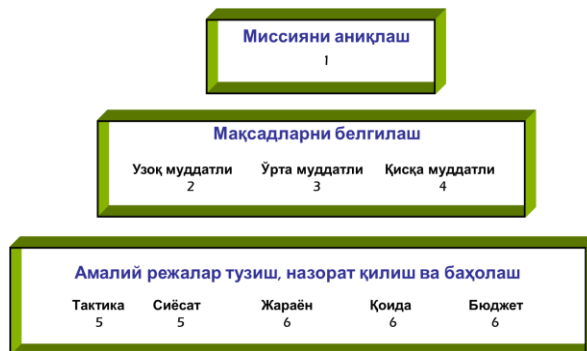 Миссияни аниқлаш
1
Мақсадларни белгилаш
Узоқ муддатли Ўрта муддатли Қисқа муддатли
2 3 4
Амалий режалар тузиш, назорат қилиш ва баҳолаш
Тактика Сиёсат Жараён Қоида Бюджет
5 5 6 6 6